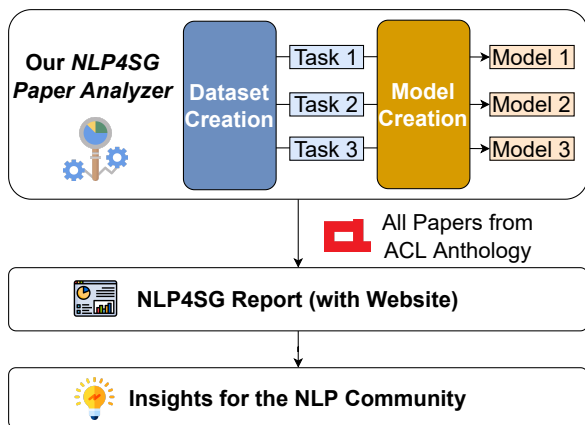 Our NLP4SG
Paper Analyzer
Dataset
Creation
Task 1
Task 2
Task 3
Model
Creation
Model 1
Model 2
Model 3
All Papers from
ACL Anthology
NLP4SG Report (with Website)
Insights for the NLP Community